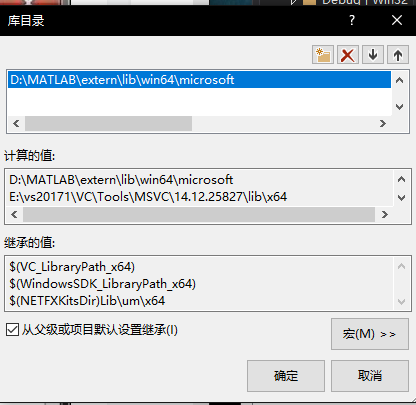 Debug | Win32
库目录
D:\MATLAB\extern\lib\win64\microsoft
计算的值:
D:\MATLAB\extern\lib\win64\microsoft
E:\vs20171\VC\Tools\MSVC\14.12.25827\lib\x64
继承的值:
$(VC_LibraryPath_x64)
$(WindowsSDK_LibraryPath_x64)
$(NETFXKitsDir)Lib\um\x64
从父级或项目默认设置继承(I)
宏(M) >>
确定
取消